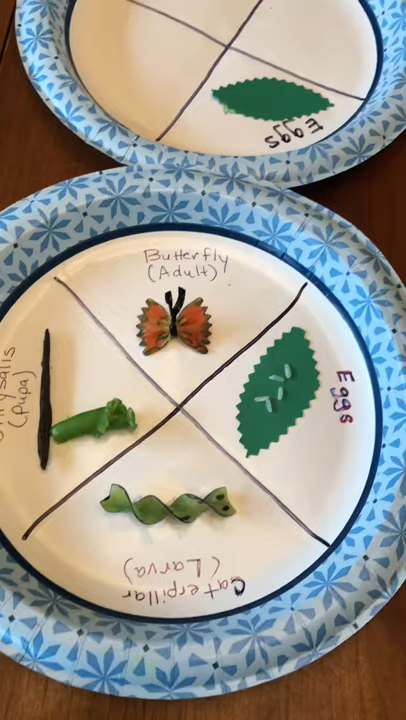 Eggs
Butterfly
(Adult)
Eggs
Caterpillar
(Larva)
(Pupa)